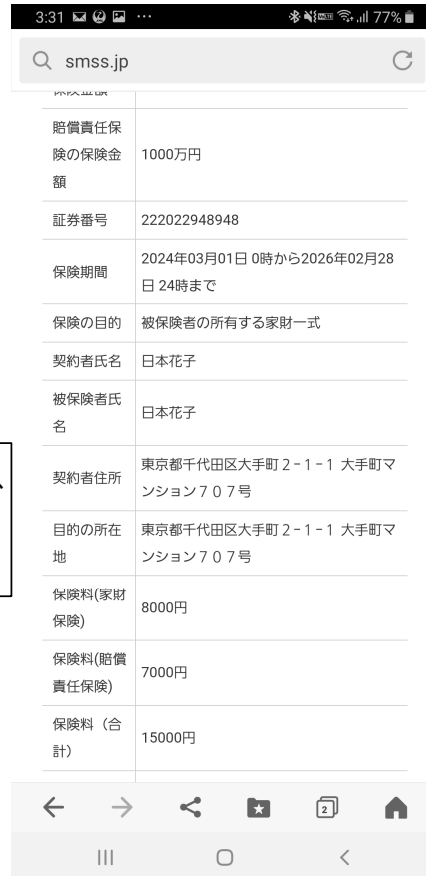 3:31 77%
smss.jp
保険金額
賠償責任保
険の保険金
額
1000万円
証券番号 222022948948
保険期間
2024年03月01日 0時から2026年02月28
日 24時まで
保険の目的 被保険者の所有する家財一式
契約者氏名 日本花子
被保険者氏
名
日本花子
契約者住所
東京都千代田区大手町2-1-1 大手町マ
ンション707号
目的の所在
地
東京都千代田区大手町2-1-1 大手町マ
ンション707号
保険料(家財
保険)
8000円
保険料(賠償
責任保険)
7000円
保険料（合
計）
15000円
2